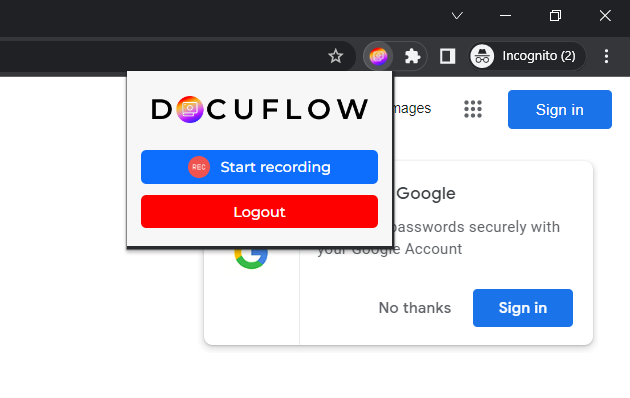 Incognito (2)
DOCUFLOW
Images
Sign in
REC Start recording
Google
Logout
passwords securely with
your Google Account
No thanks
Sign in